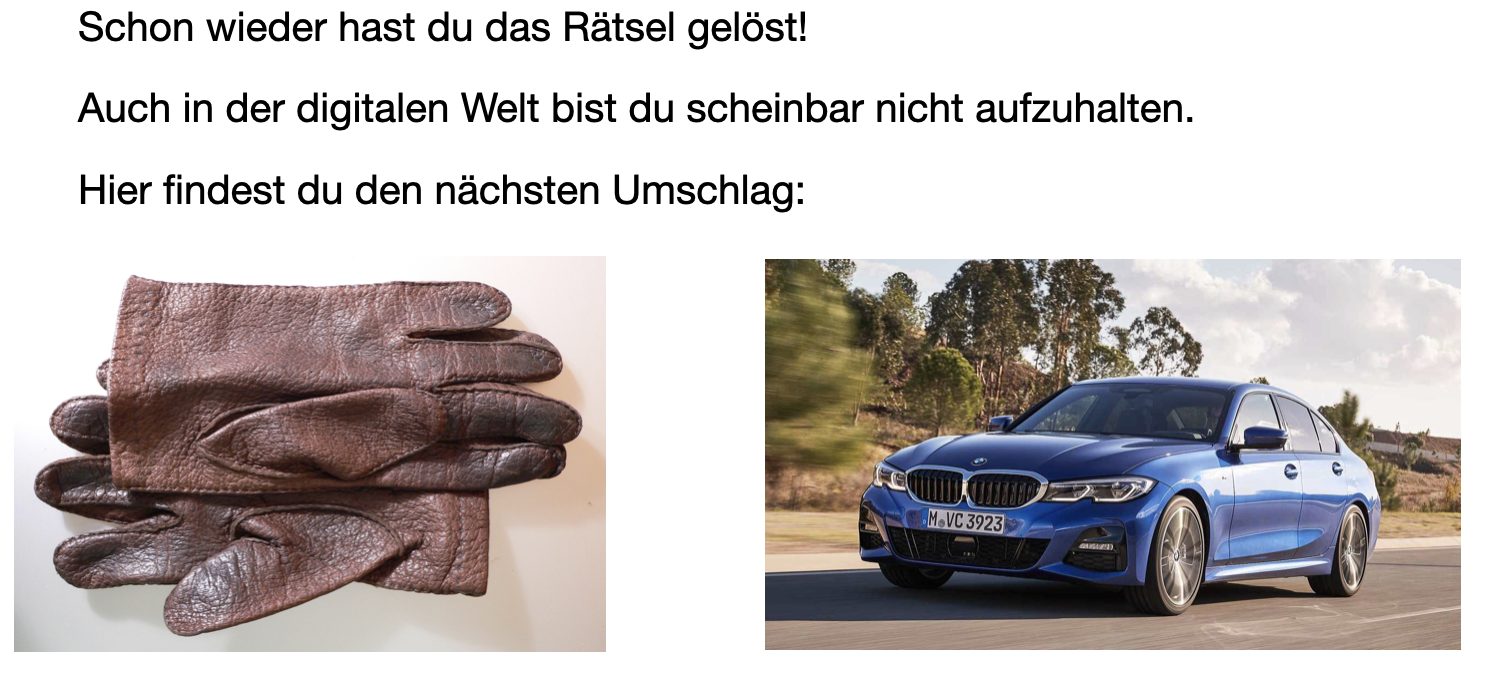 Schon wieder hast du das Rätsel gelöst!
Auch in der digitalen Welt bist du scheinbar nicht aufzuhalten.
Hier findest du den nächsten Umschlag:
M VC 3923